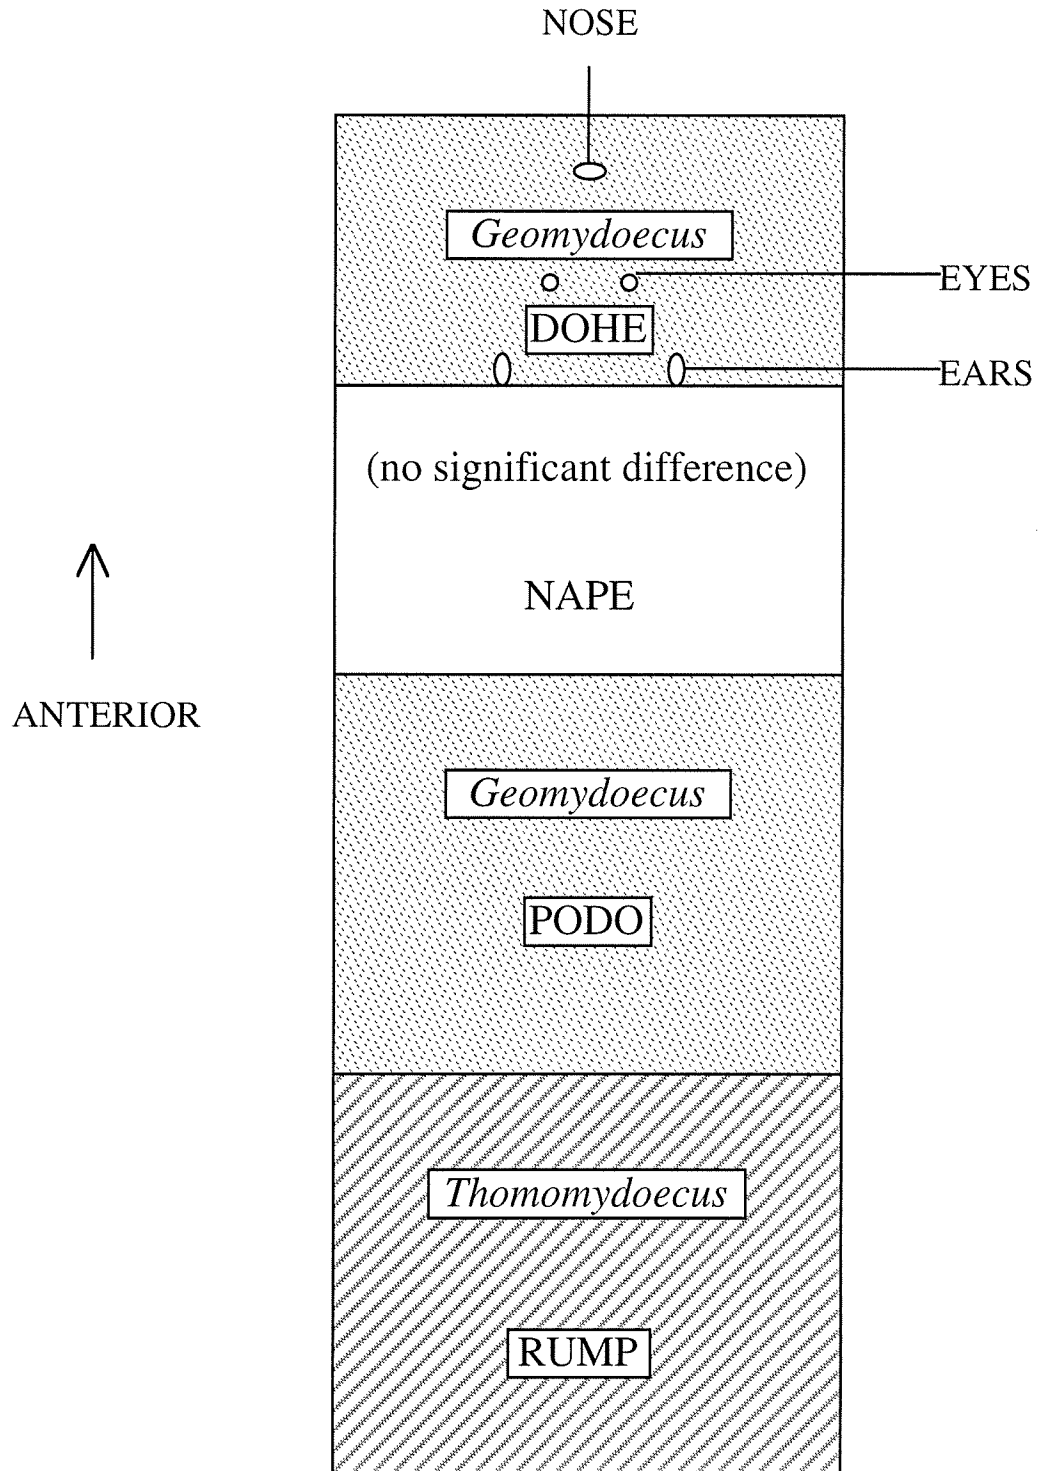 NOSE
Geomydoecus
EYES
DOHE
EARS
(no significant difference)
NAPE
ANTERIOR
Geomydoecus
PODO
Thomomydoecus
RUMP